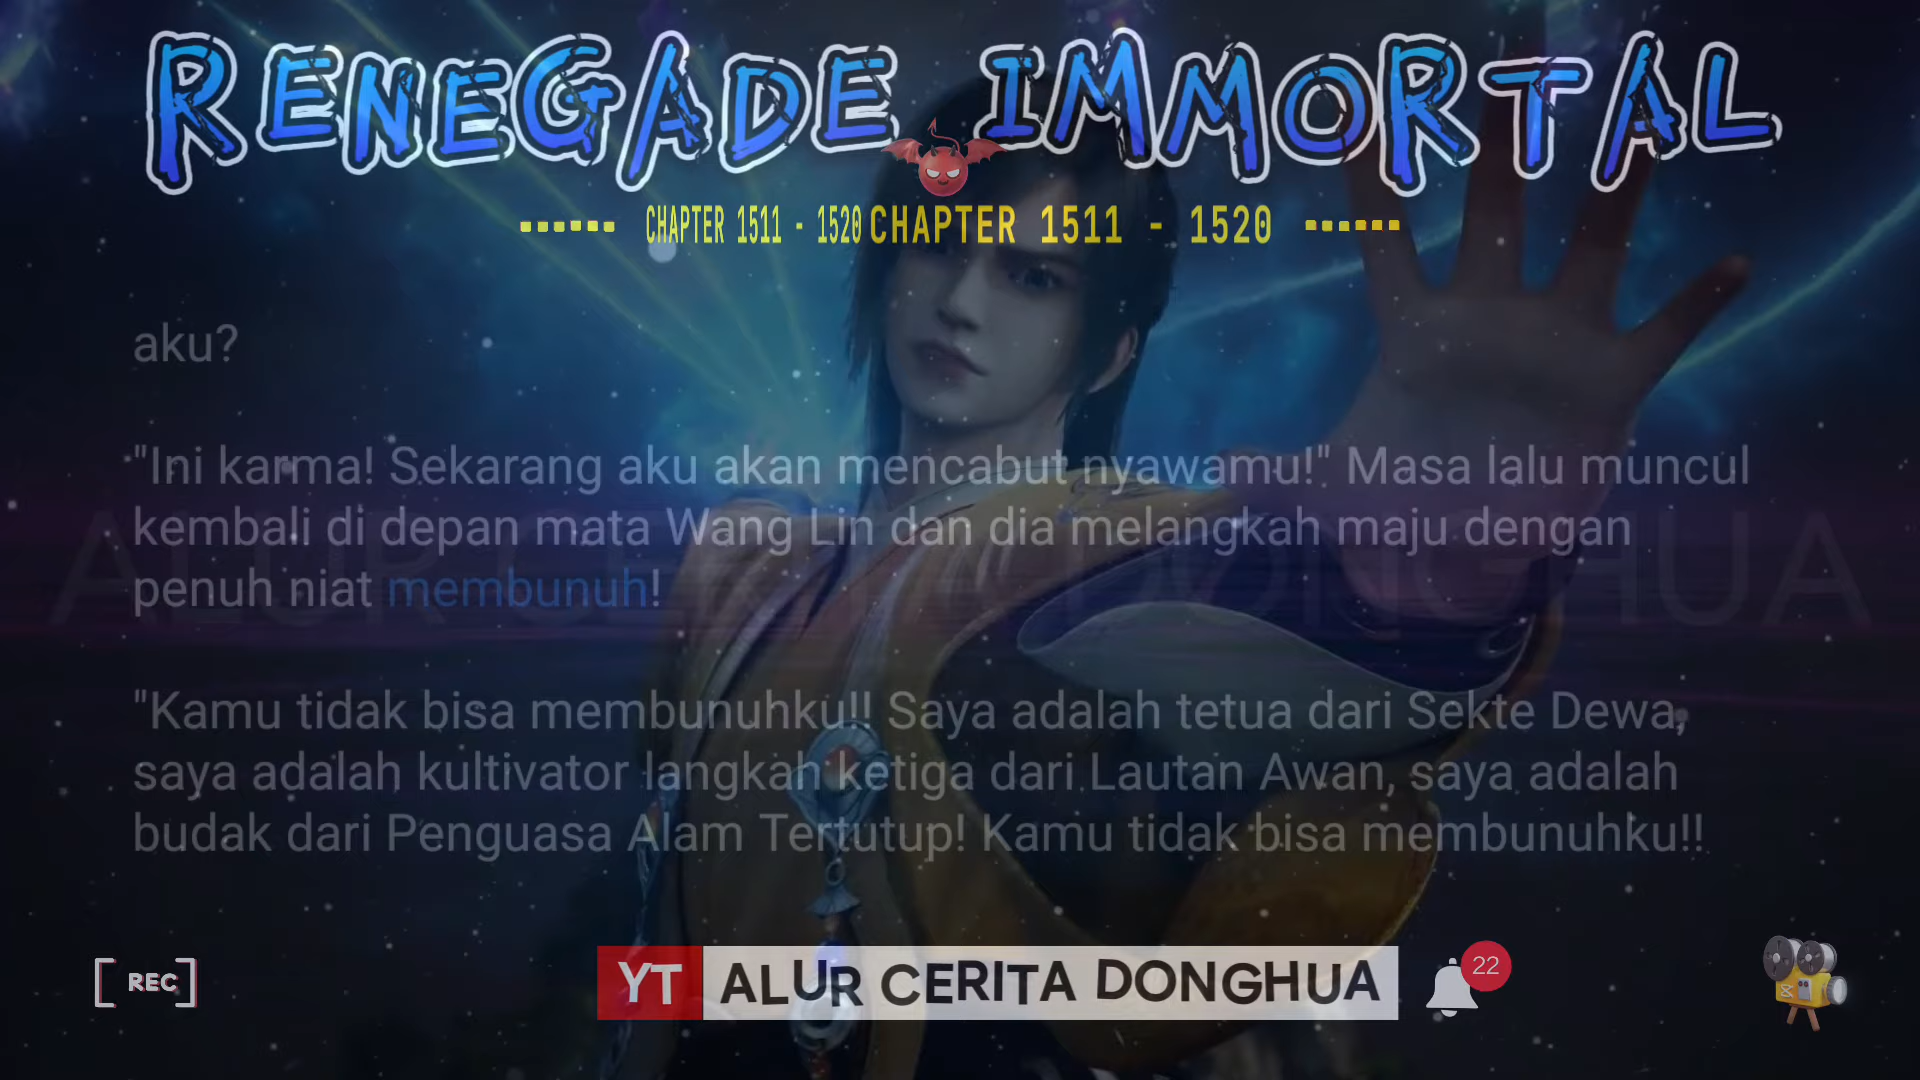 RENEGADE IMMORTAL
CHAPTER 1511 - 1520 CHAPTER 1511 - 1520
aku?
"Ini karma! Sekarang aku akan mencabut nyawamu!" Masa lalu muncul
kembali di depan mata Wang Lin dan dia melangkah maju dengan
penuh niat membunuh!
ALUR CERITA DONGHUA
"Kamu tidak bisa membunuhku!! Saya adalah tetua dari Sekte Dewa,
saya adalah kultivator langkah ketiga dari Lautan Awan, saya adalah
budak dari Penguasa Alam Tertutup! Kamu tidak bisa membunuhku!!
REC
YT ALUR CERITA DONGHUA
22